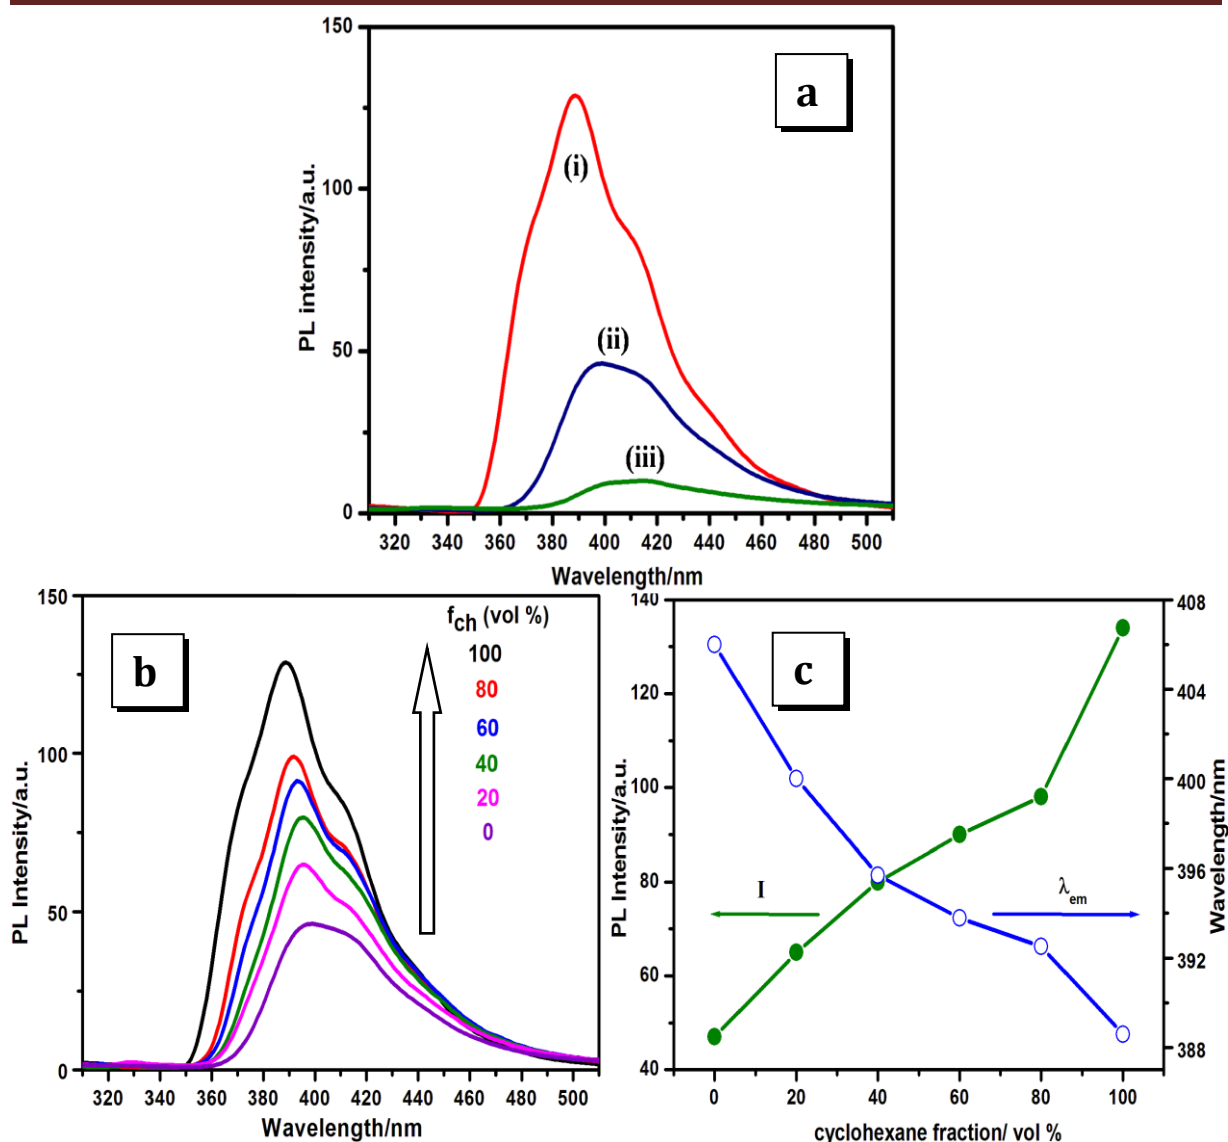 150
a
(i)
100
PL intensity/a.u.
(ii)
50
(iii)
0
320 340 360 380 400 420 440 460 480 500
Wavelength/nm
150
f_ch (vol %)
100
b
80
60
100
40
20
0
PL Intensity/a.u.
50
0
320 340 360 380 400 420 440 460 480 500
Wavelength/nm
140 408
c
120 404
100 400
PL Intensity/a.u. Wavelength/nm
80 I λ_em 396
60 392
388
40
0 20 40 60 80 100
cyclohexane fraction/ vol %